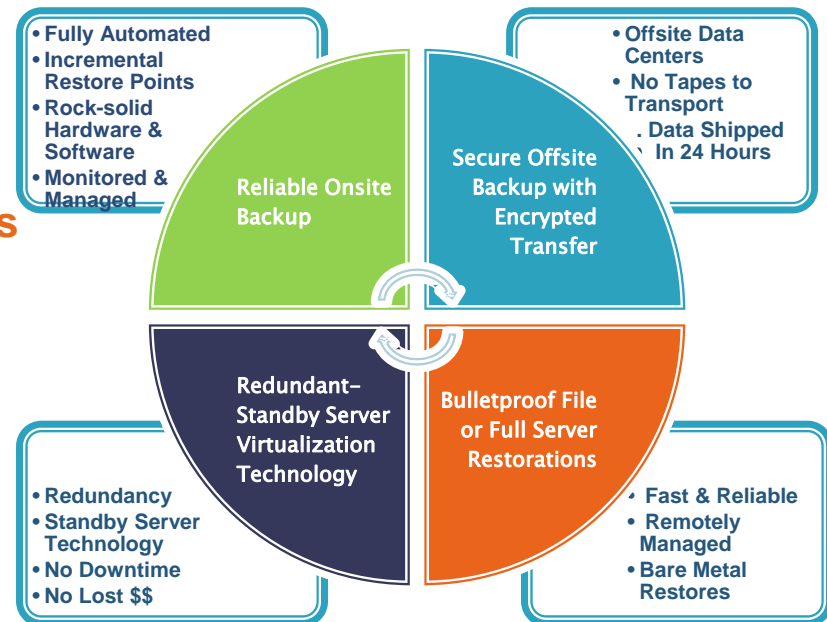 • Fully Automated
• Incremental
Restore Points
• Rock-solid
Hardware &
Software
• Monitored &
Managed
s
Reliable Onsite
Backup
Secure Offsite
Backup with
Encrypted
Transfer
• Offsite Data
Centers
• No Tapes to
Transport
. Data Shipped
In 24 Hours
Redundant-
Standby Server
Virtualization
Technology
Bulletproof File
or Full Server
Restorations
• Redundancy
• Standby Server
Technology
• No Downtime
• No Lost $$
• Fast & Reliable
• Remotely
Managed
• Bare Metal
Restores